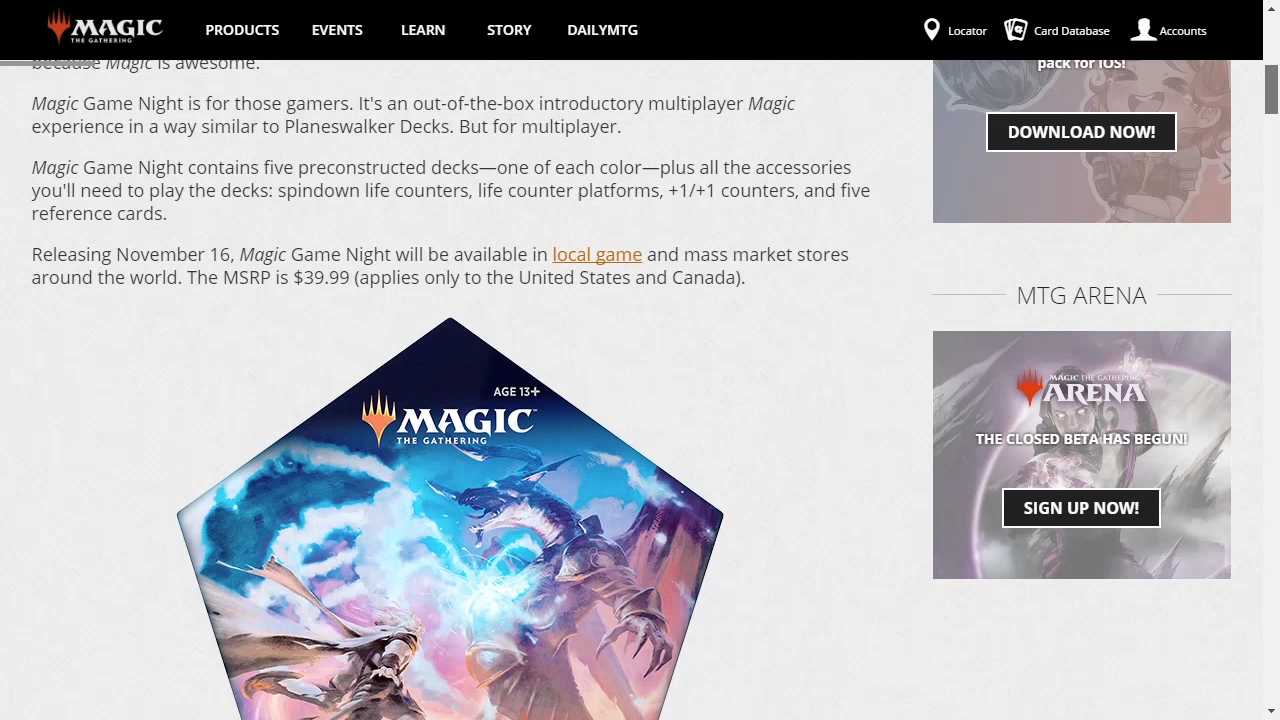 MAGIC
THE GATHERING
PRODUCTS EVENTS LEARN STORY DAILYMTG
Locator Card Database Accounts
because Magic is awesome.
Magic Game Night is for those gamers. It's an out-of-the-box introductory multiplayer Magic
experience in a way similar to Planeswalker Decks. But for multiplayer.
Magic Game Night contains five preconstructed decks—one of each color—plus all the accessories
you'll need to play the decks: spindown life counters, life counter platforms, +1/+1 counters, and five
reference cards.
Releasing November 16, Magic Game Night will be available in local game and mass market stores
around the world. The MSRP is $39.99 (applies only to the United States and Canada).
AGE 13+
MAGIC™
THE GATHERING
pack for iOS!
DOWNLOAD NOW!
MTG ARENA
MAGIC THE GATHERING
ARENA
THE CLOSED BETA HAS BEGUN!
SIGN UP NOW!